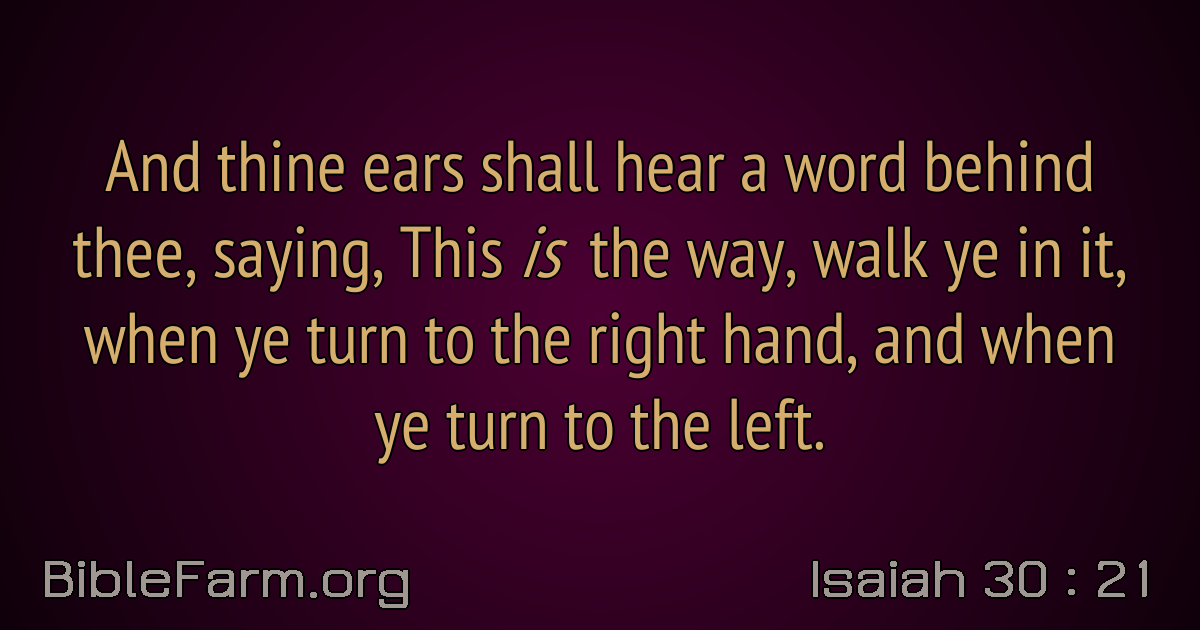 And thine ears shall hear a word behind
thee, saying, This is the way, walk ye in it,
when ye turn to the right hand, and when
ye turn to the left.
BibleFarm.org
Isaiah 30 : 21